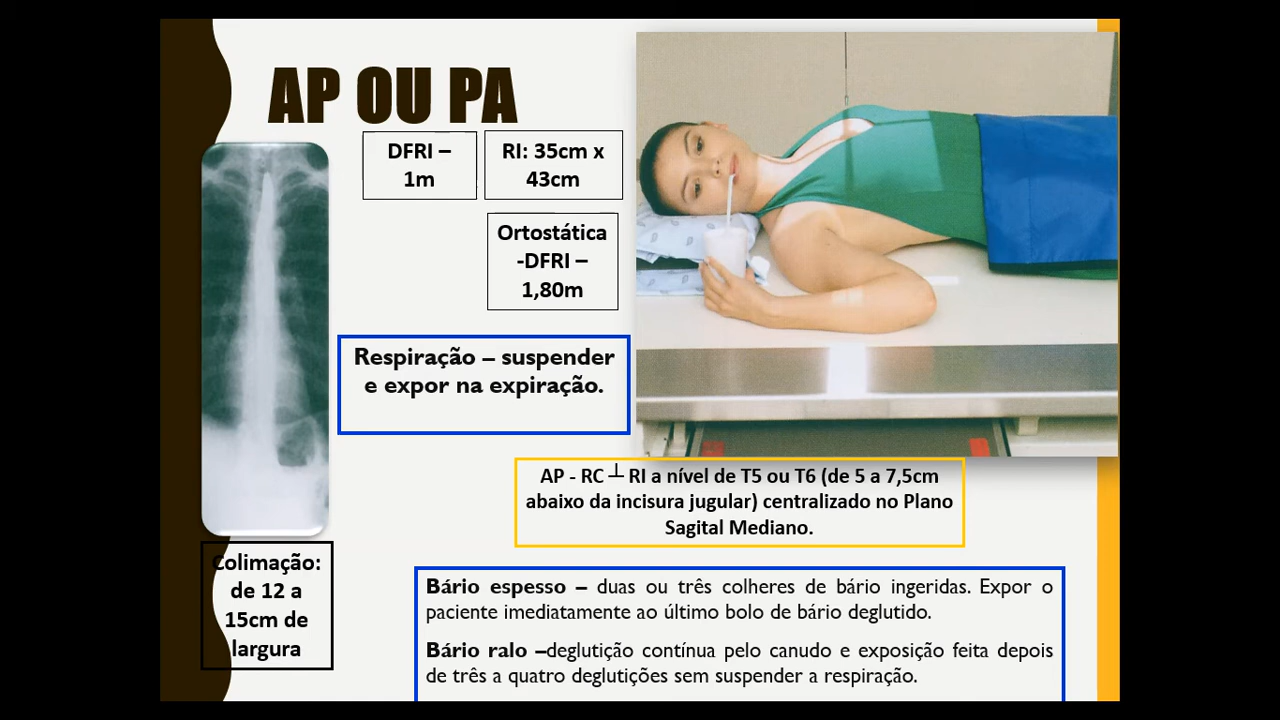 AP OU PA
DFRI –
1m
RI: 35cm x
43cm
Ortostática
-DFRI –
1,80m
Respiração – suspender
e expor na expiração.
AP - RC ┴ RI a nível de T5 ou T6 (de 5 a 7,5cm
abaixo da incisura jugular) centralizado no Plano
Sagital Mediano.
Colimação:
de 12 a
15cm de
largura
Bário espesso – duas ou três colheres de bário ingeridas. Expor o
paciente imediatamente ao último bolo de bário deglutido.
Bário ralo –deglutição contínua pelo canudo e exposição feita depois
de três a quatro deglutições sem suspender a respiração.